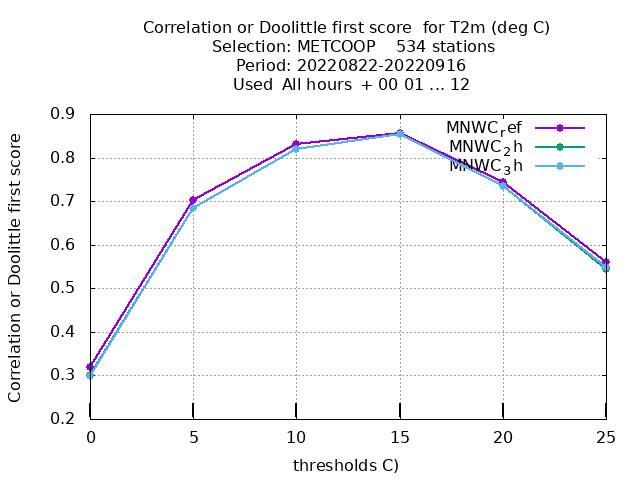 Correlation or Doolittle first score for T2m (deg C)
Selection: METCOOP 534 stations
Period: 20220822-20220916
Used All hours + 00 01 ... 12
Correlation or Doolittle first score
0.9
0.8
0.7
0.6
0.5
0.4
0.3
0.2
MNWCref
MNWC2h
MNWC3h
0 5 10 15 20 25
thresholds C)